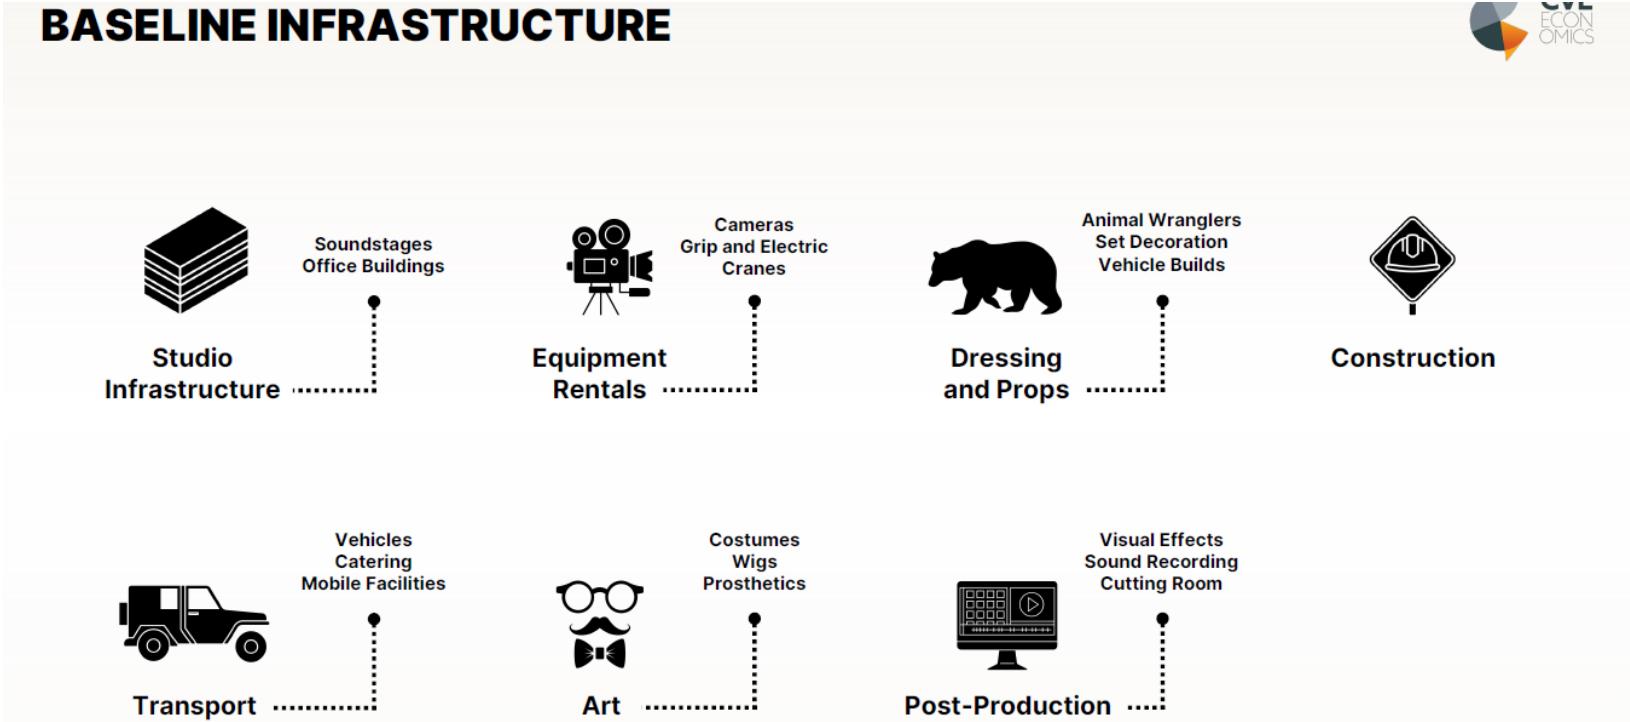 BASELINE INFRASTRUCTURE
CVL
ECON
OMICS
Soundstages
Office Buildings
Studio
Infrastructure
Cameras
Grip and Electric
Cranes
Equipment
Rentals
Animal Wranglers
Set Decoration
Vehicle Builds
Dressing
and Props
Construction
Vehicles
Catering
Mobile Facilities
Transport
Costumes
Wigs
Prosthetics
Art
Visual Effects
Sound Recording
Cutting Room
Post-Production